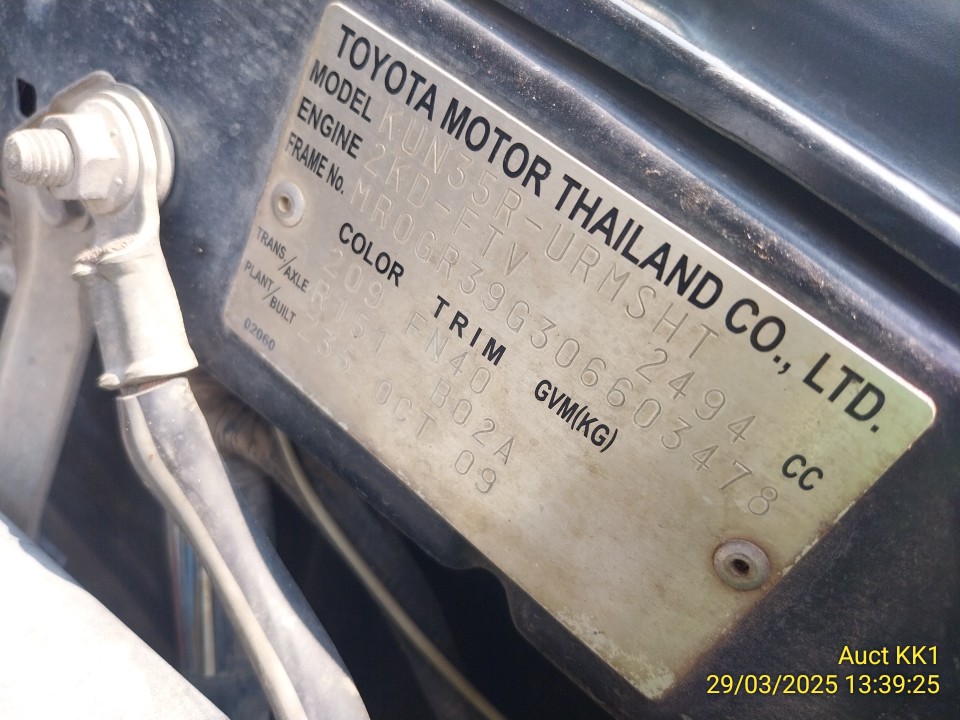 TOYOTA MOTOR THAILAND CO., LTD.
MODEL KUN35R-URMSHT
ENGINE 2KD-FTV 2494 CC
FRAME No. MR0GR39G306603478
COLOR TRIM GVM(KG)
209 FN40
TRANS/AXLE R151 B02A
PLANT/BUILT 835 OCT 09
02060
Auct KK1
29/03/2025 13:39:25